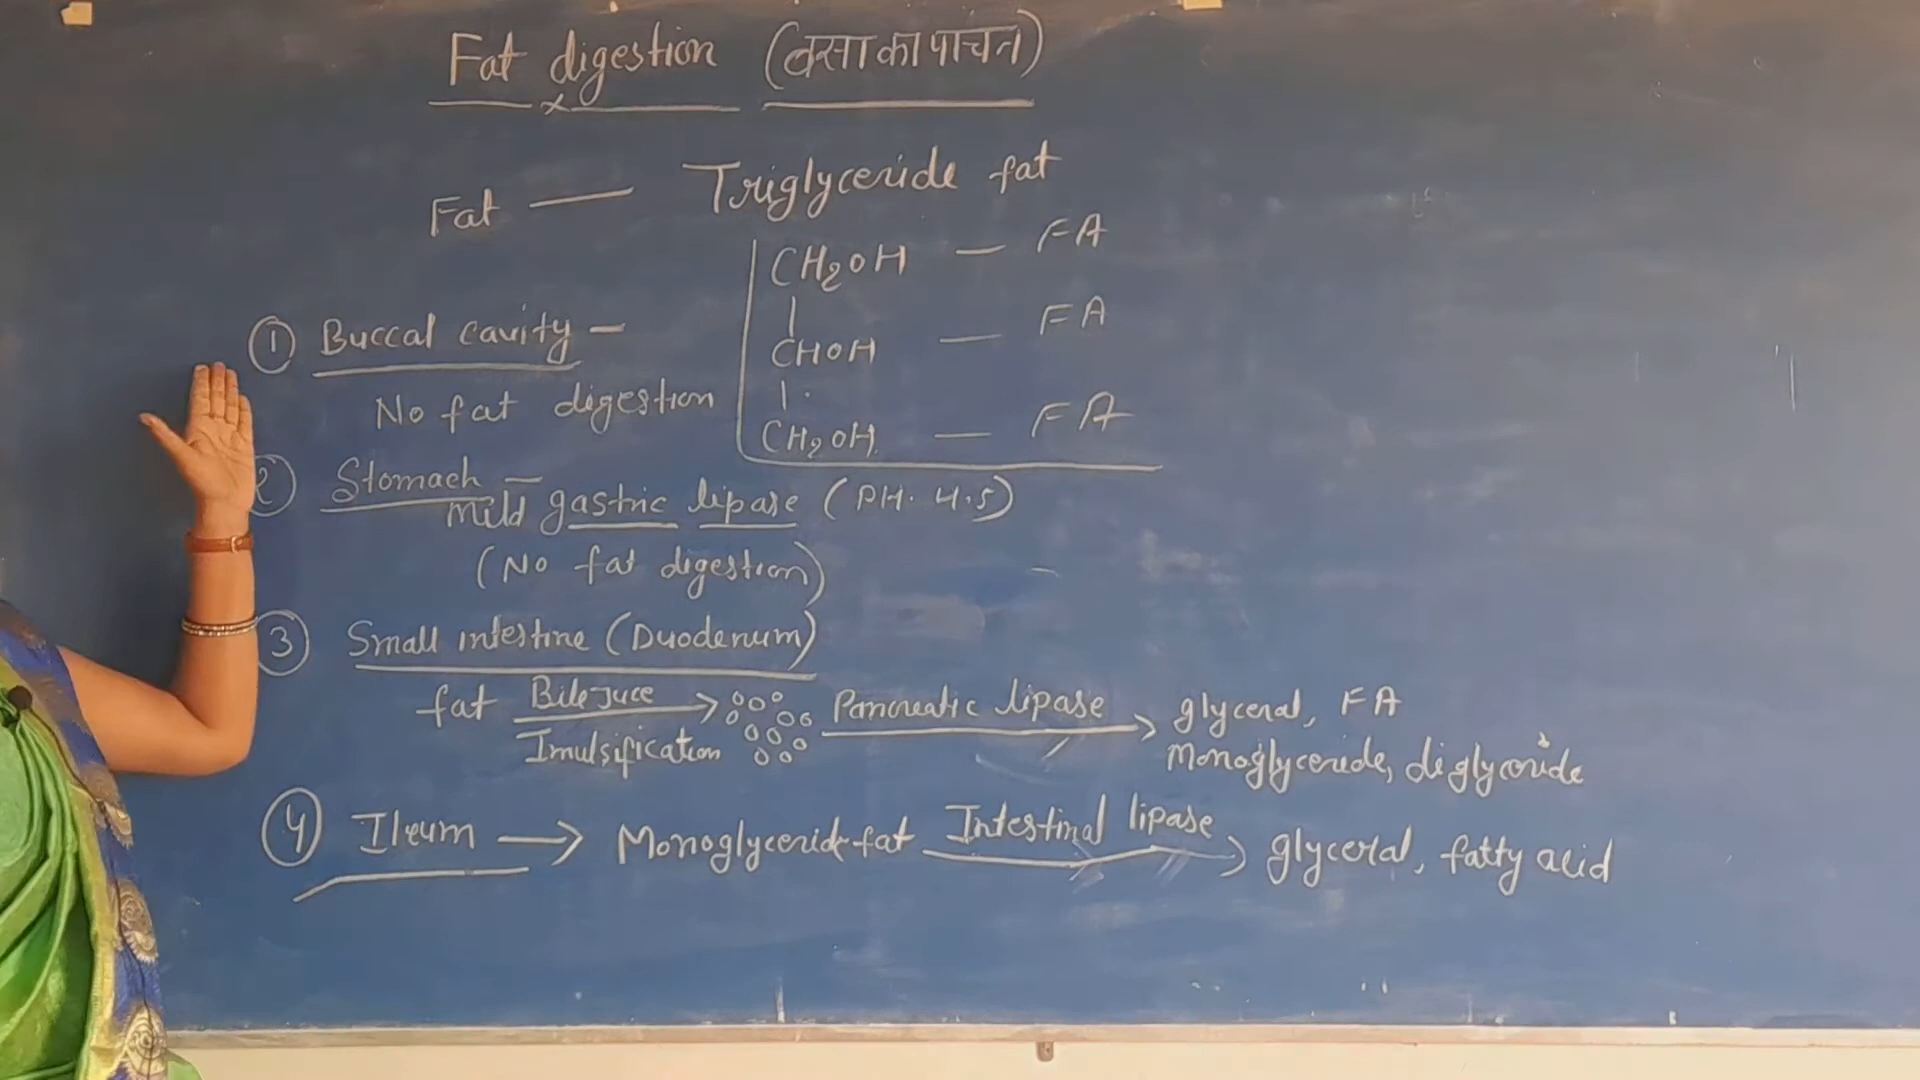 Fat digestion (वसा का पाचन)
Fat — Triglyceride fat
CH2OH — FA
CHOH — FA
CH2OH — FA
① Buccal cavity —
No fat digestion
② Stomach —
mild gastric lipase (PH. 4.5)
(No fat digestion)
③ Small intestine (Duodenum)
fat Bile Juce → Pancreatic lipase → glyceral, FA
Imulsification Monoglyceride, diglyceride
④ Ileum → Monoglyceride fat Intestinal lipase → glyceral, fatty acid